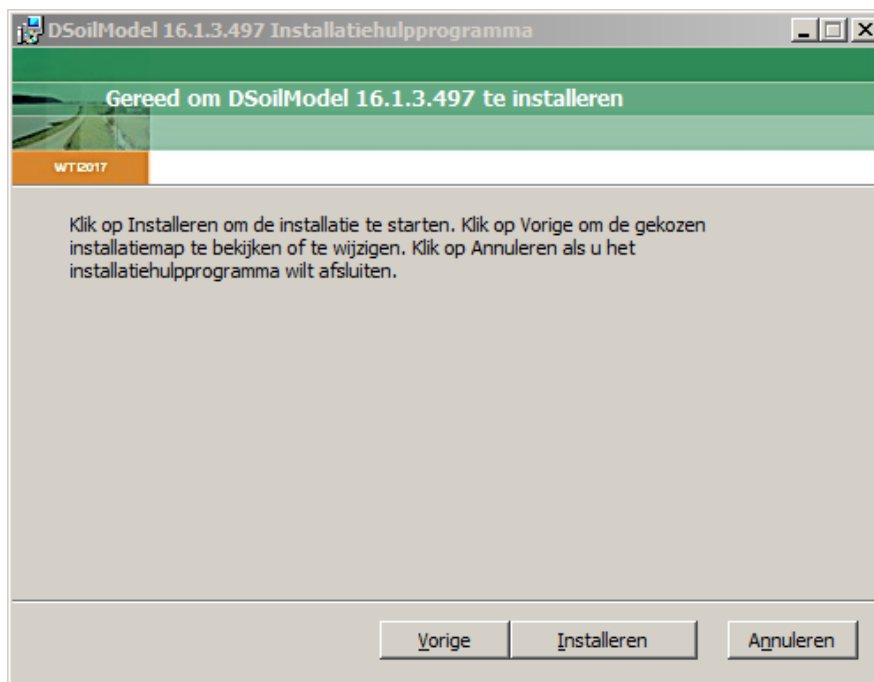 DSoilModel 16.1.3.497 Installatiehulpprogramma
Gereed om DSoilModel 16.1.3.497 te installeren
WTI2017
Klik op Installeren om de installatie te starten. Klik op Vorige om de gekozen
installatiemap te bekijken of te wijzigen. Klik op Annuleren als u het
installatiehulpprogramma wilt afsluiten.
Vorige Installeren Annuleren